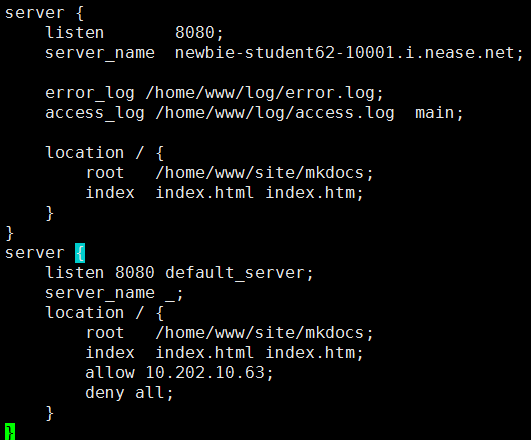 server {
    listen       8080;
    server_name  newbie-student62-10001.i.nease.net;

    error_log /home/www/log/error.log;
    access_log /home/www/log/access.log  main;

    location / {
        root   /home/www/site/mkdocs;
        index  index.html index.htm;
    }
}
server {
    listen 8080 default_server;
    server_name _;
    location / {
        root   /home/www/site/mkdocs;
        index  index.html index.htm;
        allow 10.202.10.63;
        deny all;
    }
}